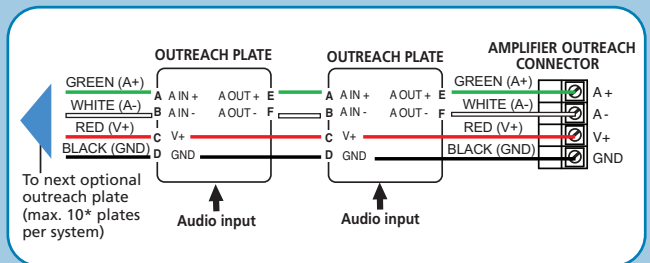 OUTREACH PLATE
OUTREACH PLATE
AMPLIFIER OUTREACH
CONNECTOR
GREEN (A+)
WHITE (A-)
RED (V+)
BLACK (GND)
A A IN + A OUT + E
B A IN - A OUT - F
C V+
D GND
A A IN + A OUT + E
B A IN - A OUT - F
C V+
D GND
GREEN (A+)
WHITE (A-)
RED (V+)
BLACK (GND)
A +
A -
V+
GND
To next optional
outreach plate
(max. 10* plates
per system)
Audio input
Audio input